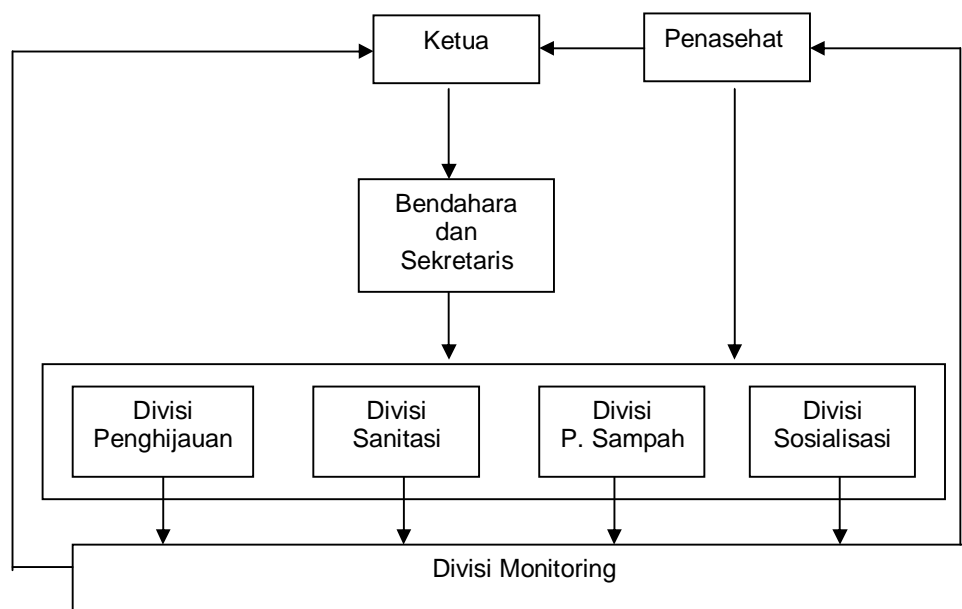 Ketua
Penasehat
Bendahara
dan
Sekretaris
Divisi
Penghijauan
Divisi
Sanitasi
Divisi
P. Sampah
Divisi
Sosialisasi
Divisi Monitoring